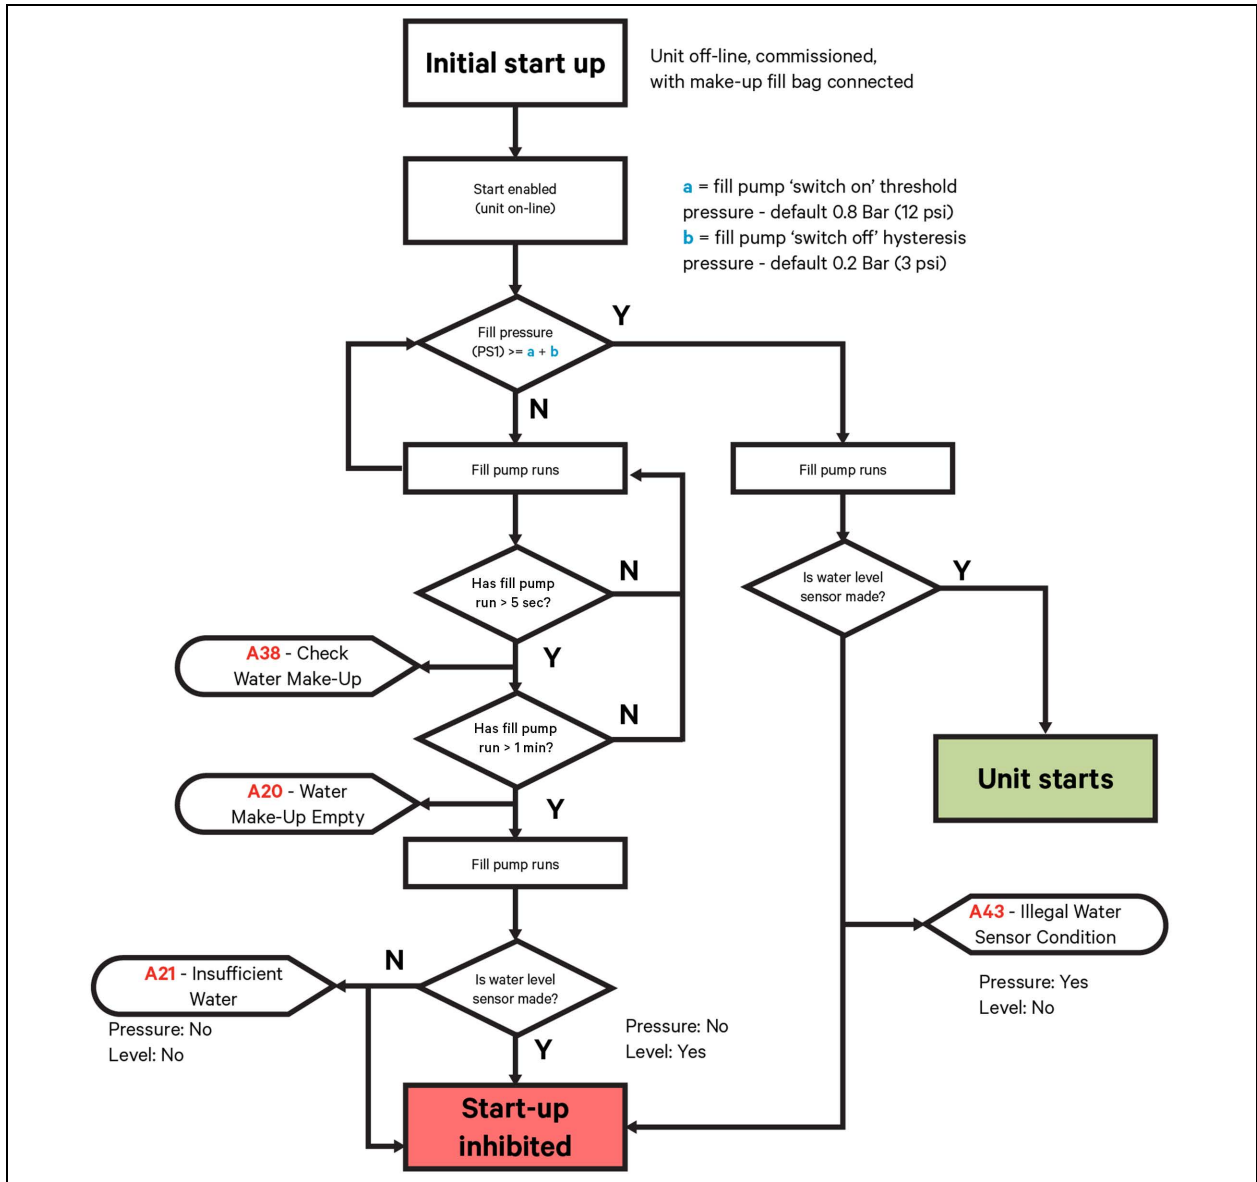 Initial start up
Unit off-line, commissioned,
with make-up fill bag connected
Start enabled
(unit on-line)
a = fill pump ‘switch on’ threshold
pressure - default 0.8 Bar (12 psi)
b = fill pump ‘switch off’ hysteresis
pressure - default 0.2 Bar (3 psi)
Fill pressure
(PS1) >= a + b
Y
N
Fill pump runs
Fill pump runs
Has fill pump
run > 5 sec?
N
Y
Is water level
sensor made?
Y
A38 - Check
Water Make-Up
Has fill pump
run > 1 min?
N
Y
Unit starts
A20 - Water
Make-Up Empty
Fill pump runs
A43 - Illegal Water
Sensor Condition
Pressure: Yes
Level: No
Is water level
sensor made?
N
Y
A21 - Insufficient
Water
Pressure: No
Level: No
Pressure: No
Level: Yes
Start-up
inhibited